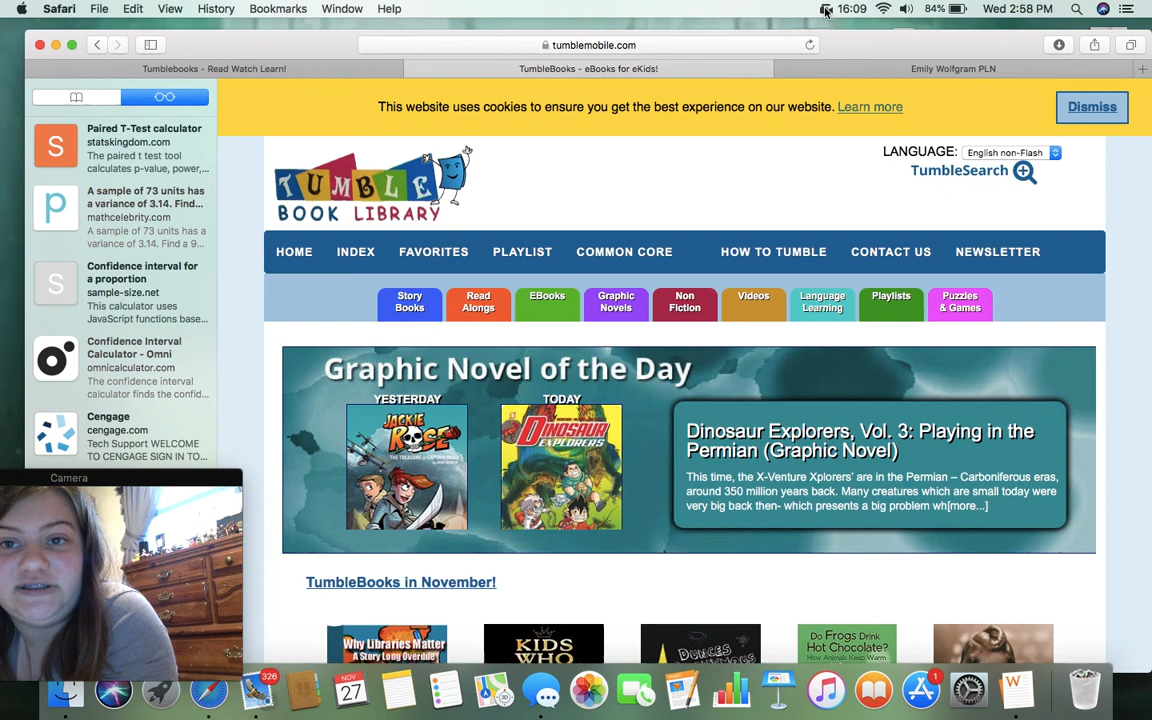 Safari File Edit View History Bookmarks Window Help 16:09 84% Wed 2:58 PM
tumblemobile.com
Tumblebooks - Read Watch Learn! TumbleBooks - eBooks for eKids! Emily Wolfgram PLN
This website uses cookies to ensure you get the best experience on our website. Learn more Dismiss
S
Paired T-Test calculator
statskingdom.com
The paired t test tool
calculates p-value, power,...
p
A sample of 73 units has
a variance of 3.14. Find...
mathcelebrity.com
A sample of 73 units has a
variance of 3.14. Find a 9...
S
Confidence interval for
a proportion
sample-size.net
This calculator uses
JavaScript functions base...
Confidence Interval
Calculator - Omni
omnicalculator.com
The confidence interval
calculator finds the confid...
Cengage
cengage.com
Tech Support WELCOME
TO CENGAGE SIGN IN TO...
Camera
TUMBLE
BOOK LIBRARY
LANGUAGE: English non-Flash
TumbleSearch
HOME INDEX FAVORITES PLAYLIST COMMON CORE HOW TO TUMBLE CONTACT US NEWSLETTER
Story Books
Read Alongs
EBooks
Graphic Novels
Non Fiction
Videos
Language Learning
Playlists
Puzzles & Games
Graphic Novel of the Day
YESTERDAY TODAY
JACKIE
ROSE
DINOSAUR
EXPLORERS
Dinosaur Explorers, Vol. 3: Playing in the
Permian (Graphic Novel)
This time, the X-Venture Xplorers' are in the Permian – Carboniferous eras,
around 350 million years back. Many creatures which are small today were
very big back then- which presents a big problem wh[more...]
TumbleBooks in November!
Why Libraries Matter
A Story Long Overdue!
KIDS
WHO
DUNCES
Do FROGS DRINK
HOT CHOCOLATE?
How Animals Keep Warm
326
NOV
27
1
W